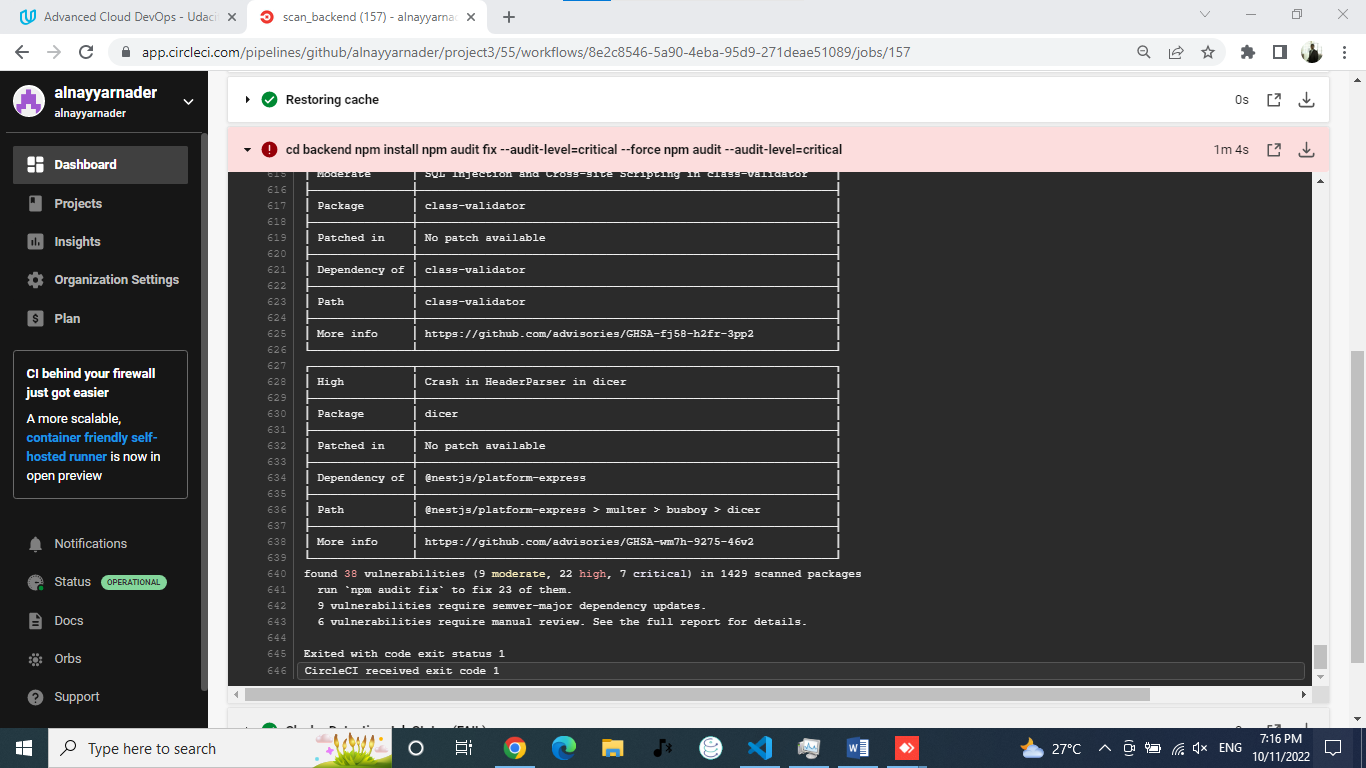 Advanced Cloud DevOps - Udac
scan_backend (157) - alnayyarnad
app.circleci.com/pipelines/github/alnayyarnader/project3/55/workflows/8e2c8546-5a90-4eba-95d9-271deae51089/jobs/157
alnayyarnader
alnayyarnader
Dashboard
Projects
Insights
Organization Settings
Plan
CI behind your firewall
just got easier
A more scalable,
container friendly self-
hosted runner is now in
open preview
Notifications
Status OPERATIONAL
Docs
Orbs
Support
Restoring cache 0s
cd backend npm install npm audit fix --audit-level=critical --force npm audit --audit-level=critical 1m 4s
615 Moderate SQL Injection and Cross-site Scripting in class-validator
616
617 Package class-validator
618
619 Patched in No patch available
620
621 Dependency of class-validator
622
623 Path class-validator
624
625 More info https://github.com/advisories/GHSA-fj58-h2fr-3pp2
626
627
628 High Crash in HeaderParser in dicer
629
630 Package dicer
631
632 Patched in No patch available
633
634 Dependency of @nestjs/platform-express
635
636 Path @nestjs/platform-express > multer > busboy > dicer
637
638 More info https://github.com/advisories/GHSA-wm7h-9275-46v2
639
640 found 38 vulnerabilities (9 moderate, 22 high, 7 critical) in 1429 scanned packages
641 run `npm audit fix` to fix 23 of them.
642 9 vulnerabilities require semver-major dependency updates.
643 6 vulnerabilities require manual review. See the full report for details.
644
645 Exited with code exit status 1
646 CircleCI received exit code 1
Type here to search
27°C
ENG
7:16 PM
10/11/2022